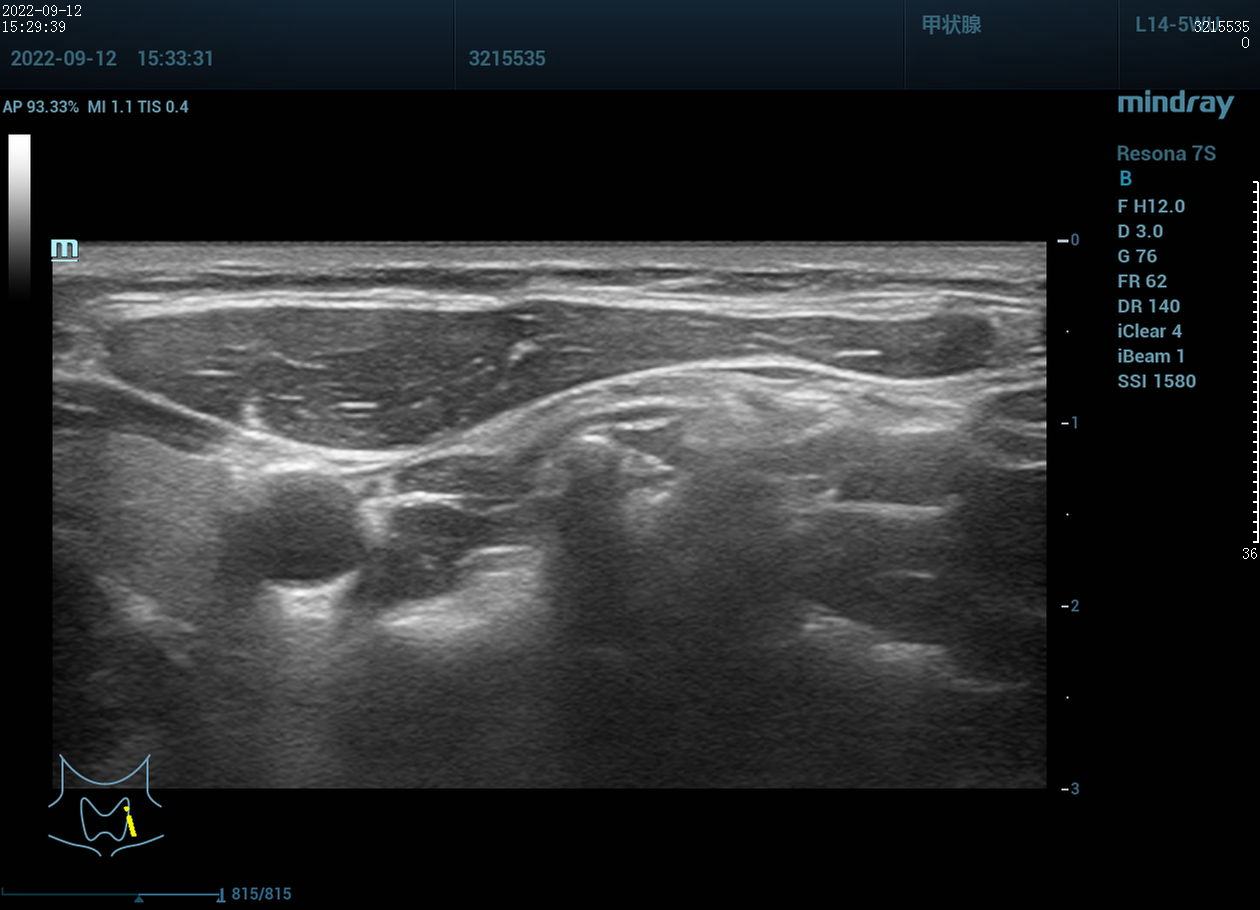 2022-09-12
15:29:39
2022-09-12 15:33:31
3215535
甲状腺
3215535
0
AP 93.33% MI 1.1 TIS 0.4
mindray
m
Resona 7S
B
F H12.0
D 3.0
G 76
FR 62
DR 140
iClear 4
iBeam 1
SSI 1580
0
1
2
3
36
815/815